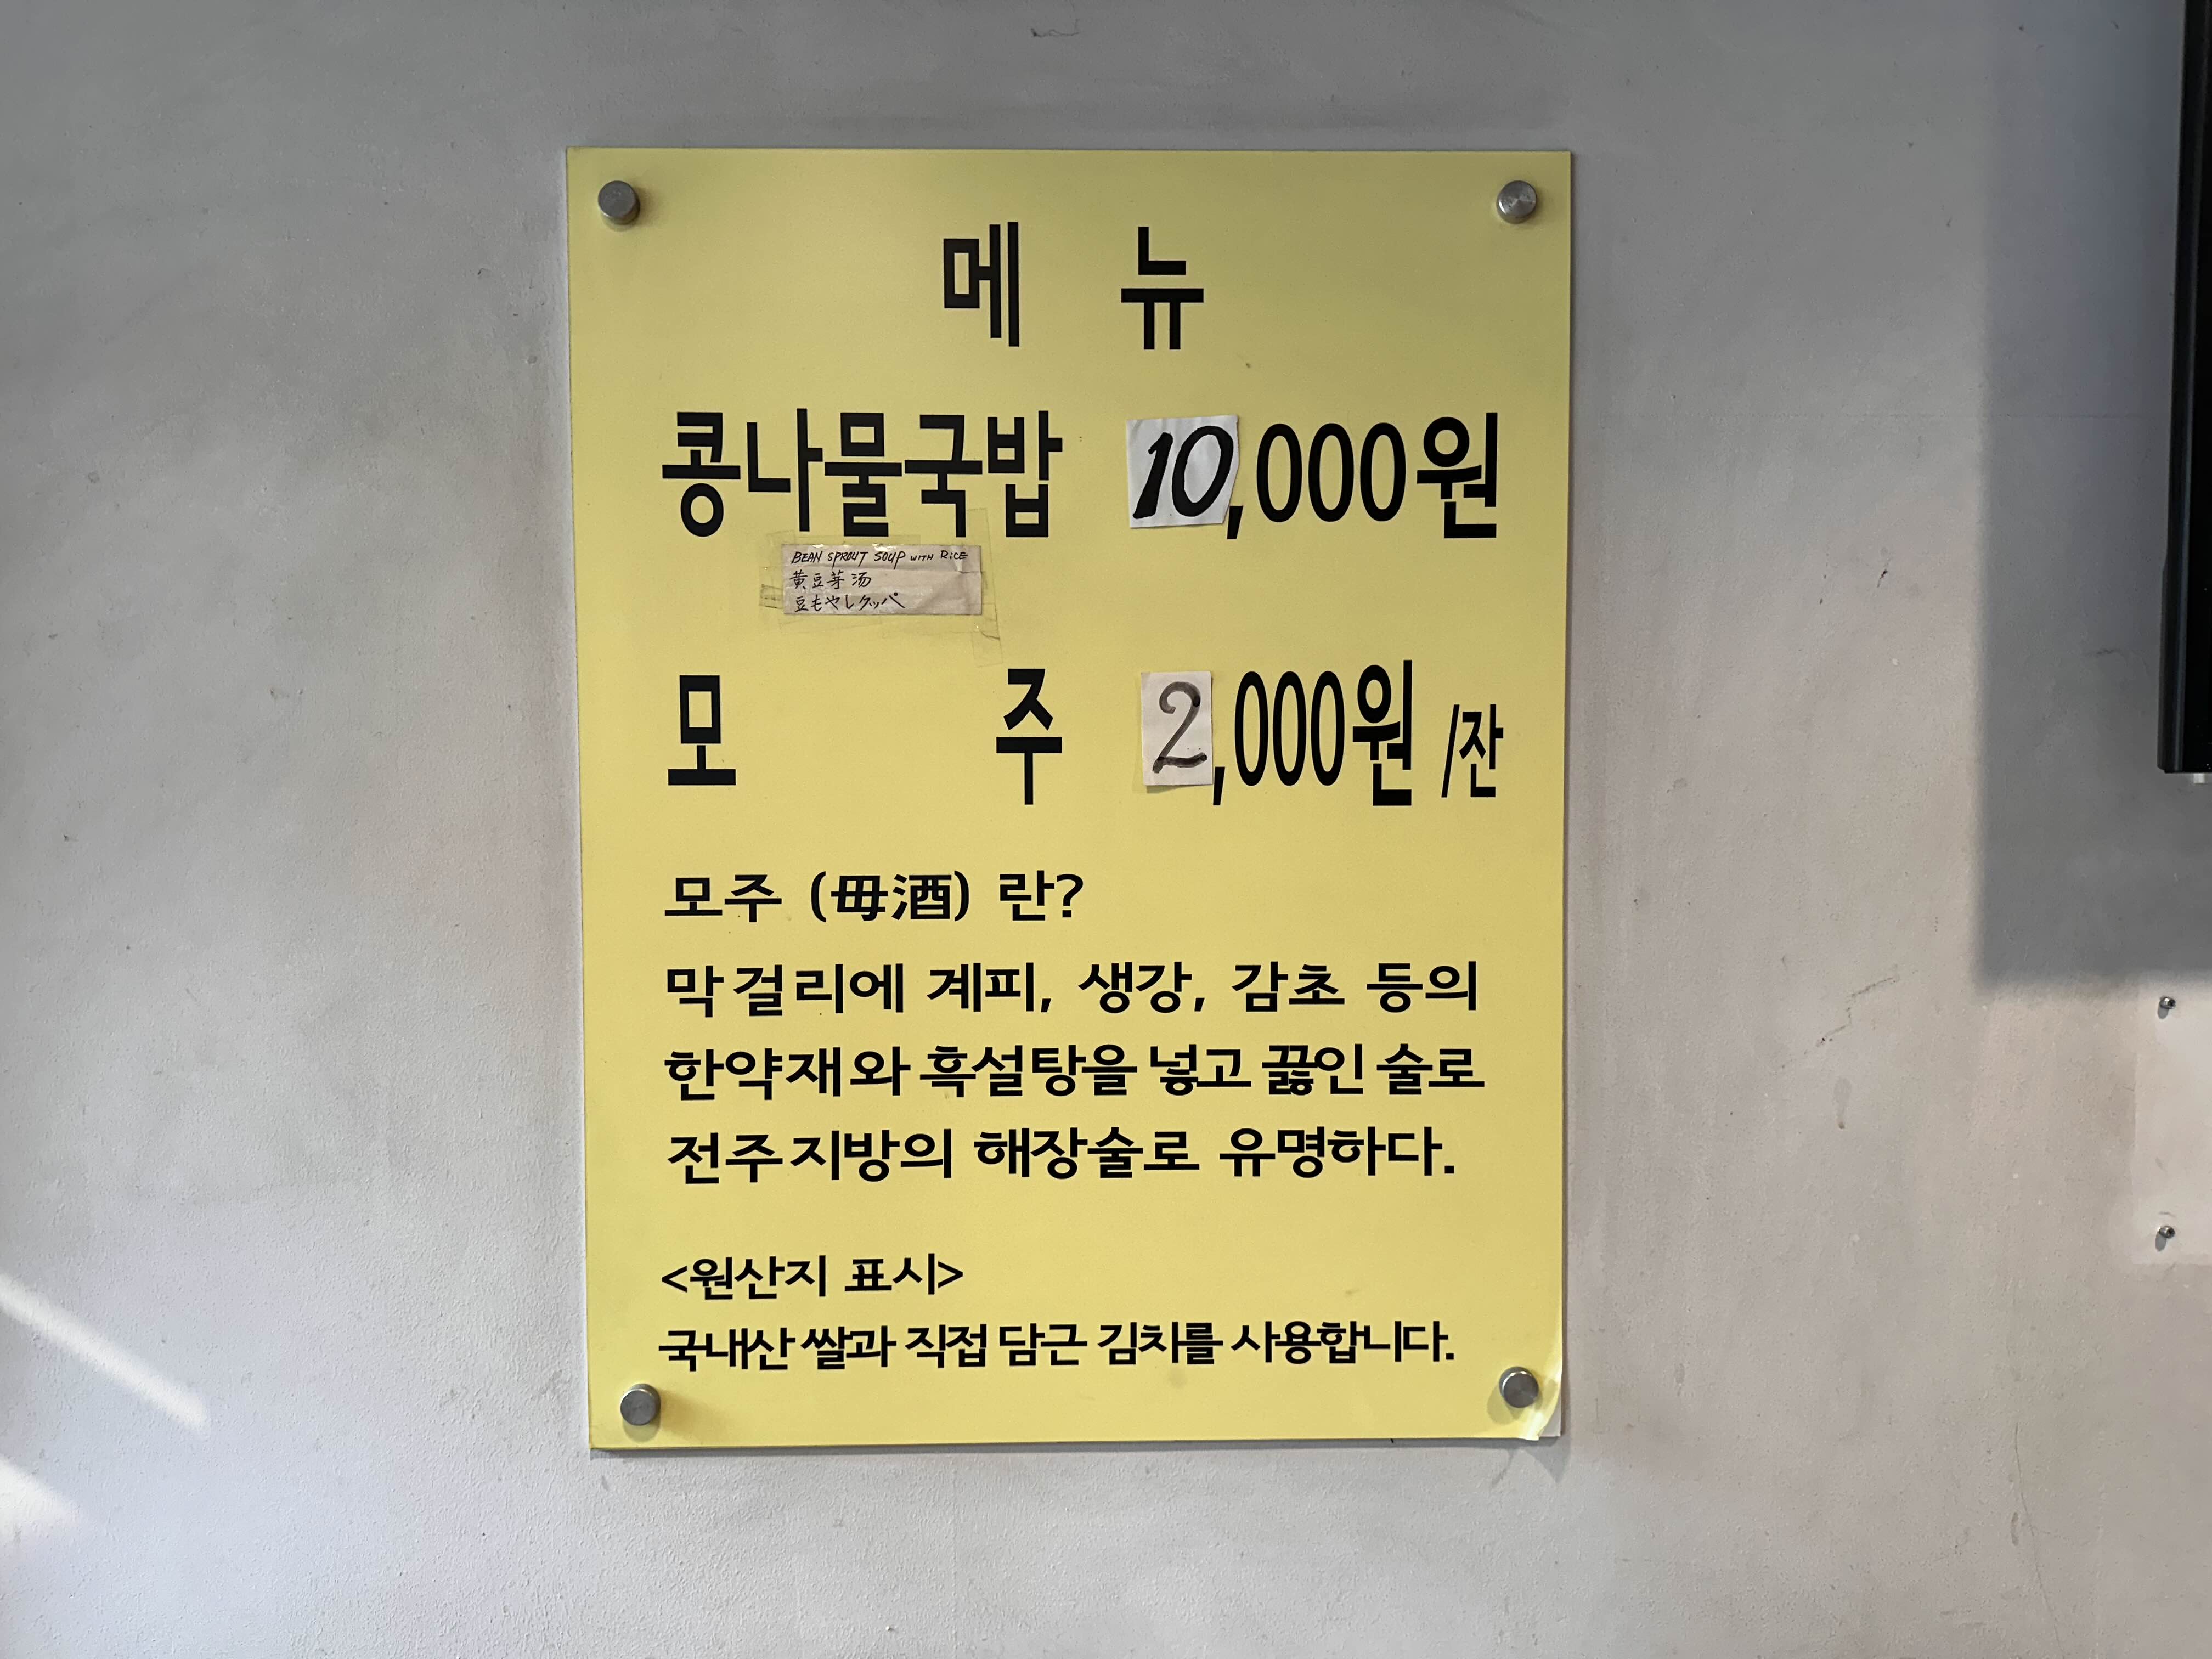 메 뉴
콩나물국밥 10,000원
BEAN SPROUT SOUP WITH RICE
黄豆芽汤
豆もやしクッパ
모 주 2,000원 /잔
모주 (毋酒) 란?
막걸리에 계피, 생강, 감초 등의
한약재와 흑설탕을 넣고 끓인 술로
전주지방의 해장술로 유명하다.
<원산지 표시>
국내산 쌀과 직접 담근 김치를 사용합니다.